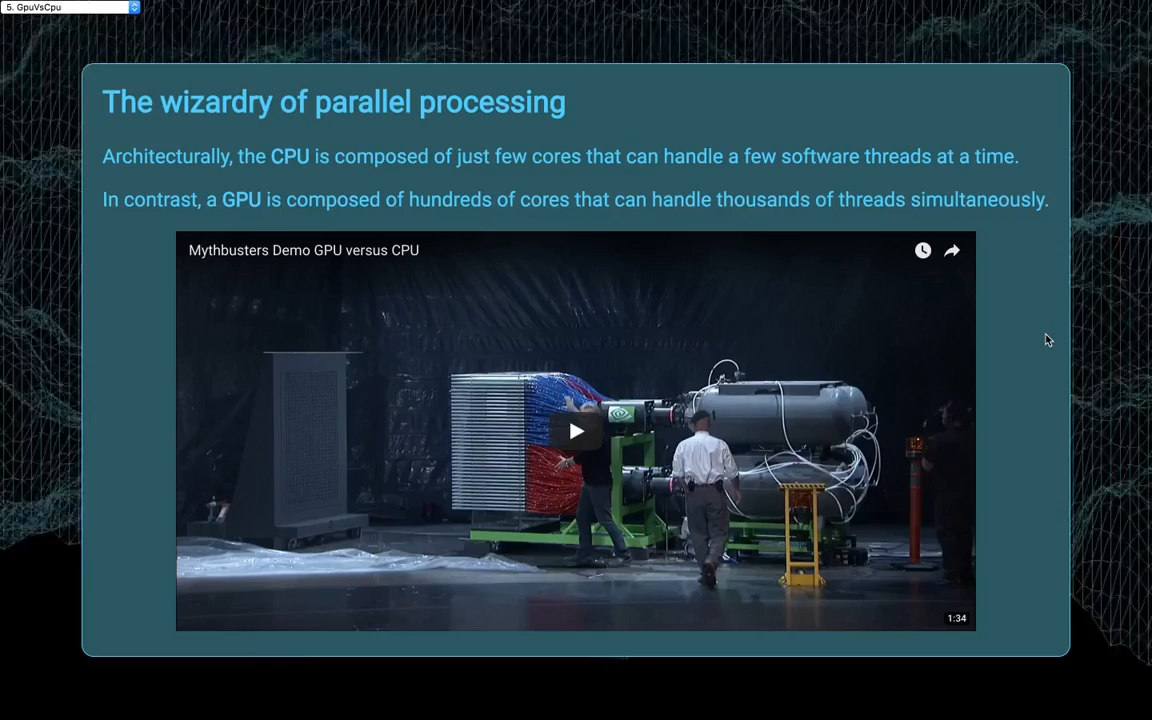 5. GpuVsCpu
The wizardry of parallel processing
Architecturally, the CPU is composed of just few cores that can handle a few software threads at a time.
In contrast, a GPU is composed of hundreds of cores that can handle thousands of threads simultaneously.
Mythbusters Demo GPU versus CPU
1:34